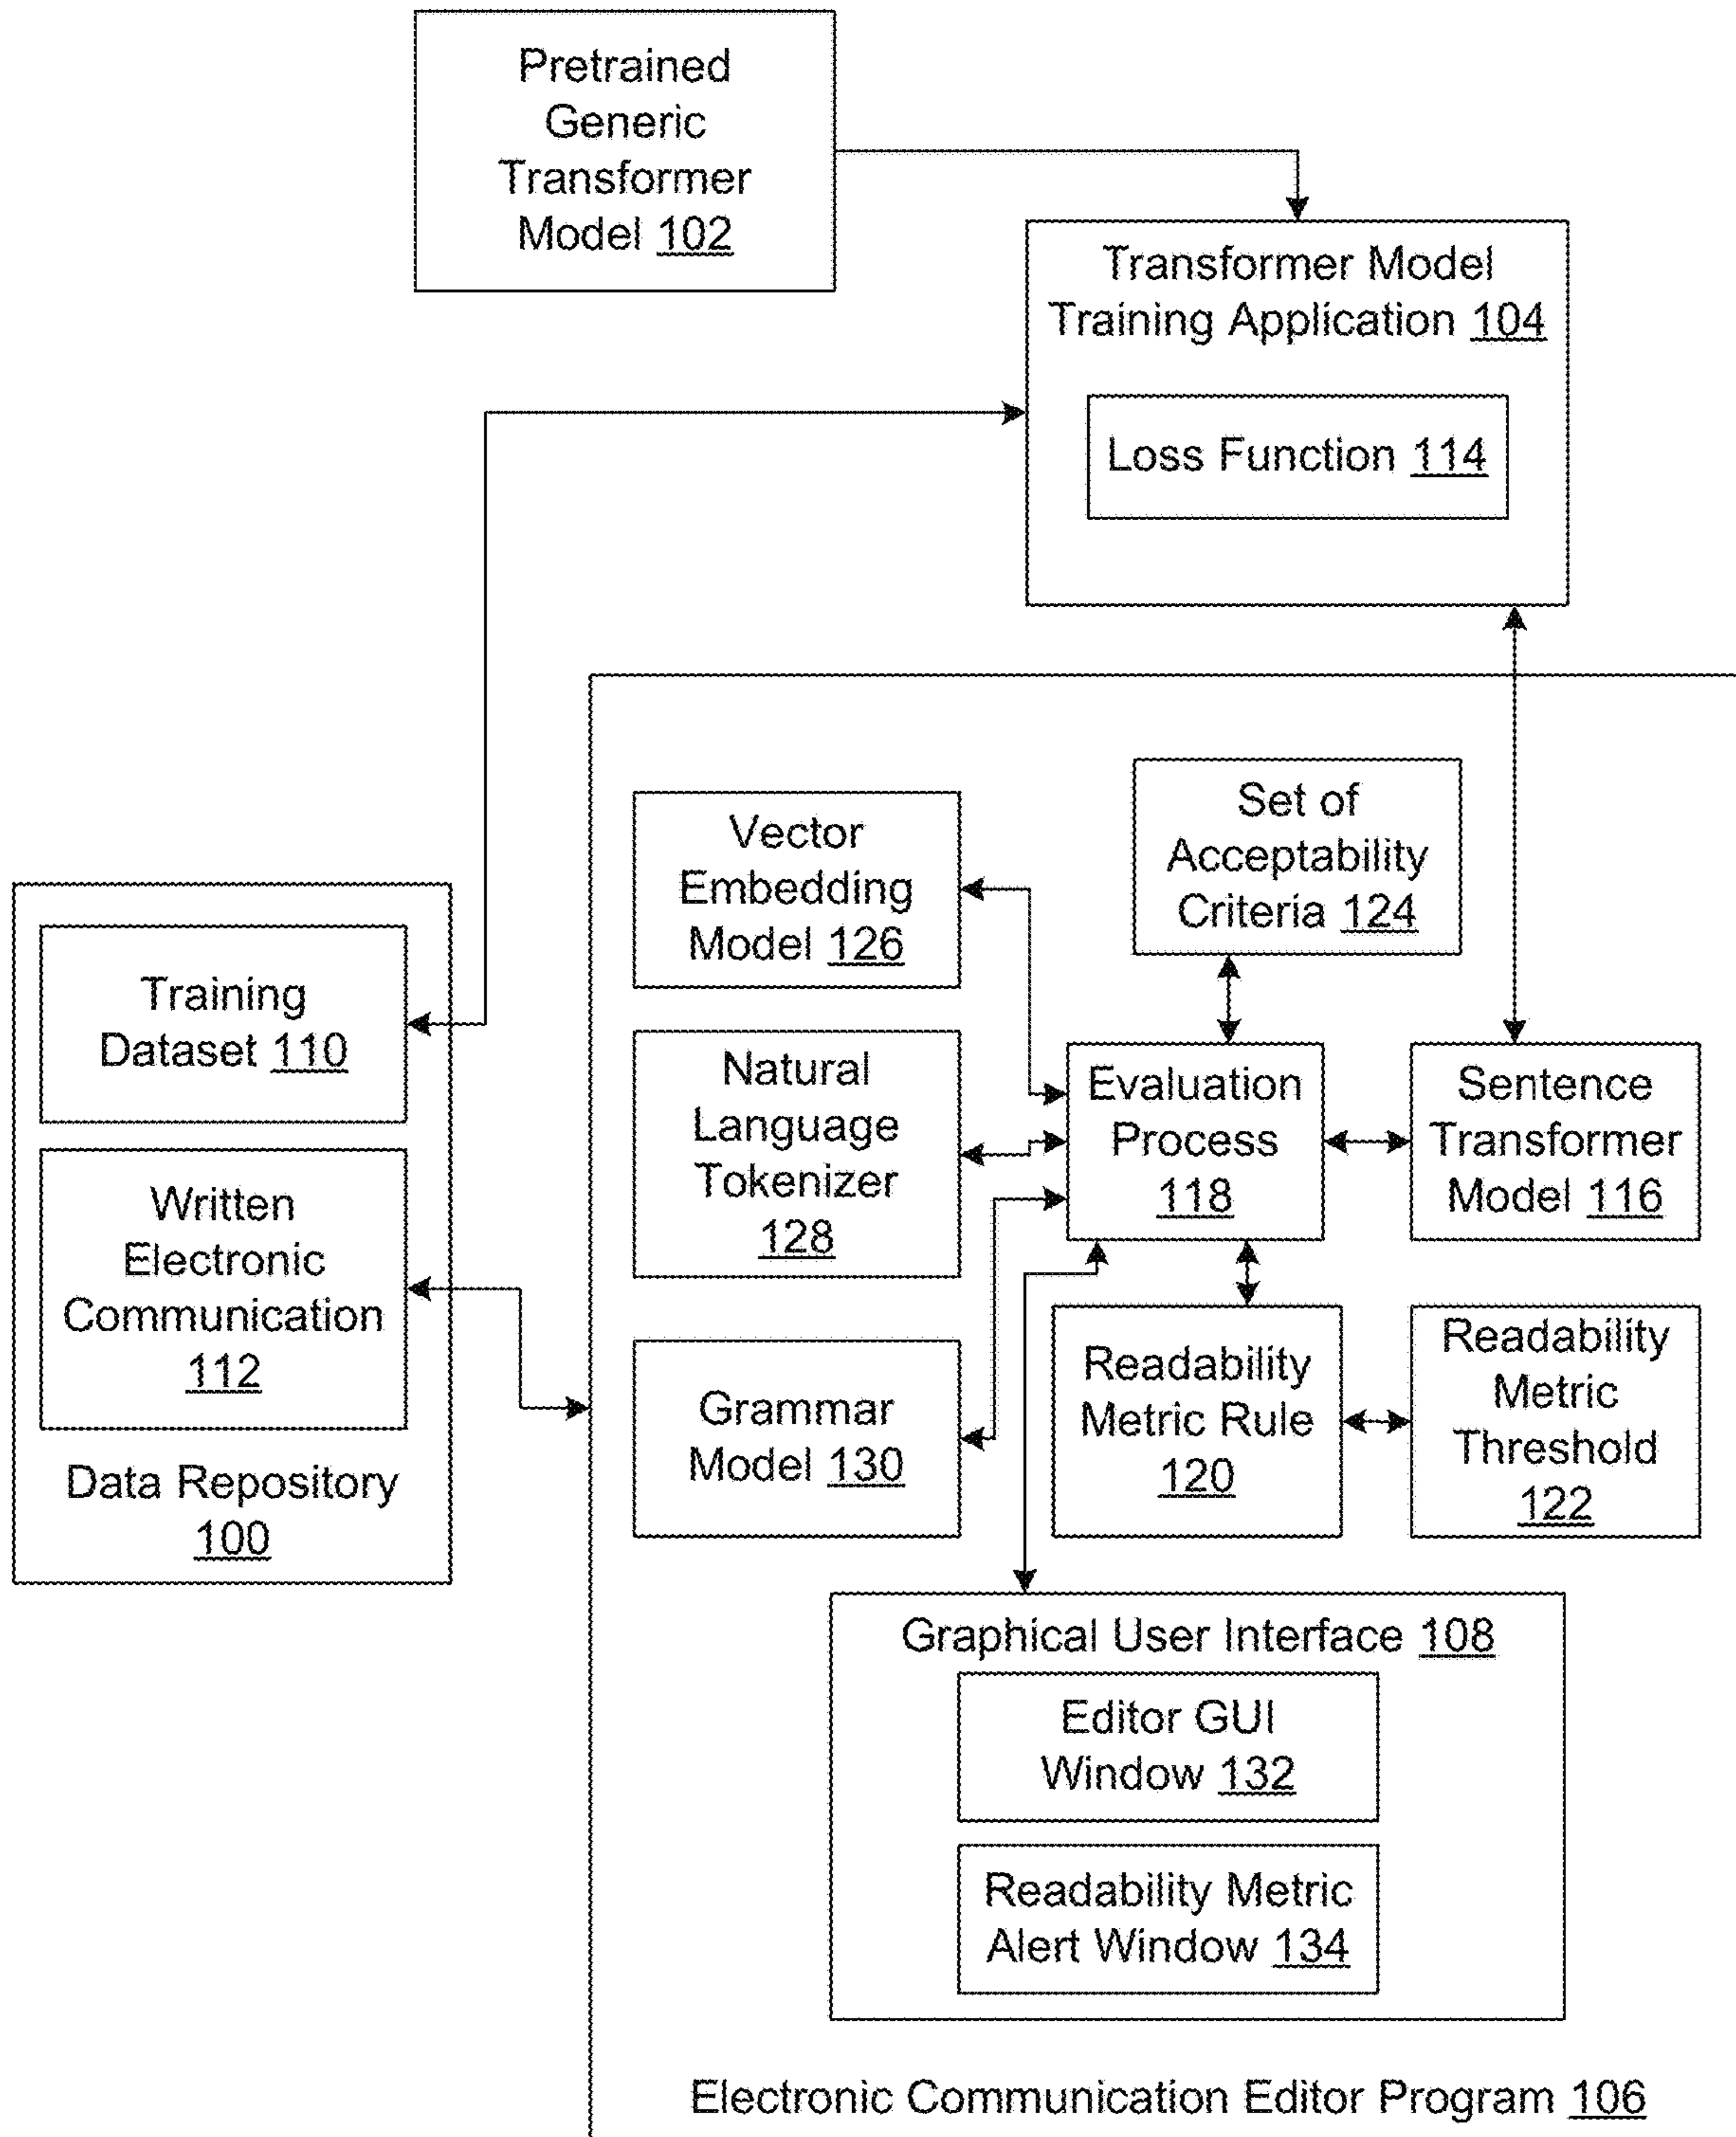 Pretrained
Generic
Transformer
Model 102
Transformer Model
Training Application 104
Loss Function 114
Set of
Acceptability
Criteria 124
Vector
Embedding
Model 126
Training
Dataset 110
Natural
Language
Tokenizer
128
Evaluation
Process
118
Sentence
Transformer
Model 116
Written
Electronic
Communication
112
Data Repository
100
Grammar
Model 130
Readability
Metric Rule
120
Readability
Metric
Threshold
122
Graphical User Interface 108
Editor GUI
Window 132
Readability Metric
Alert Window 134
Electronic Communication Editor Program 106